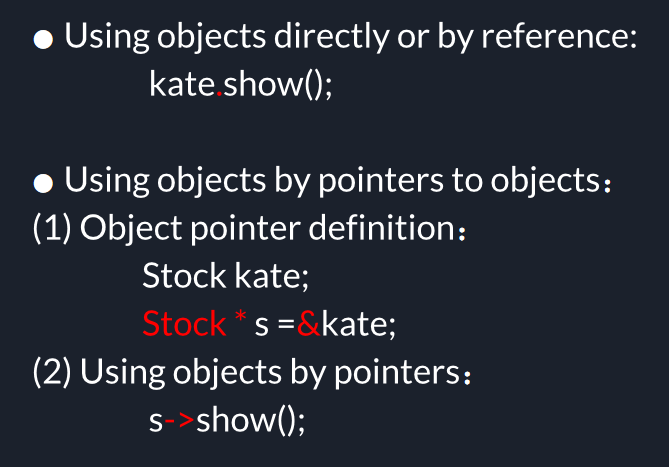 ● Using objects directly or by reference:
kate.show();
● Using objects by pointers to objects：
(1) Object pointer definition：
Stock kate;
Stock * s =&kate;
(2) Using objects by pointers：
s->show();